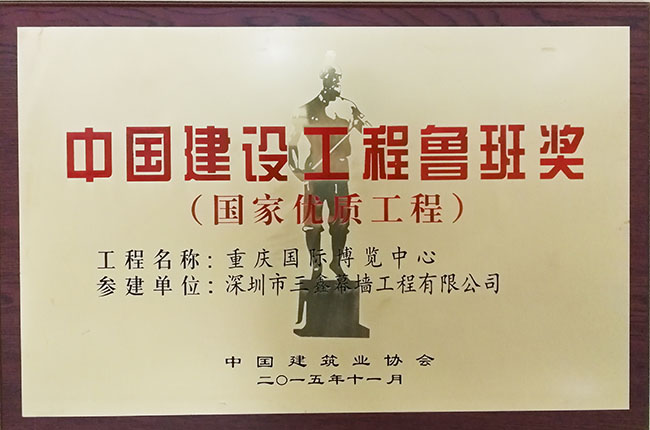 中国建设工程鲁班奖
（国家优质工程）
工程名称：重庆国际博览中心
参建单位：深圳市三鑫幕墙工程有限公司
中国建筑业协会
二〇一五年十一月